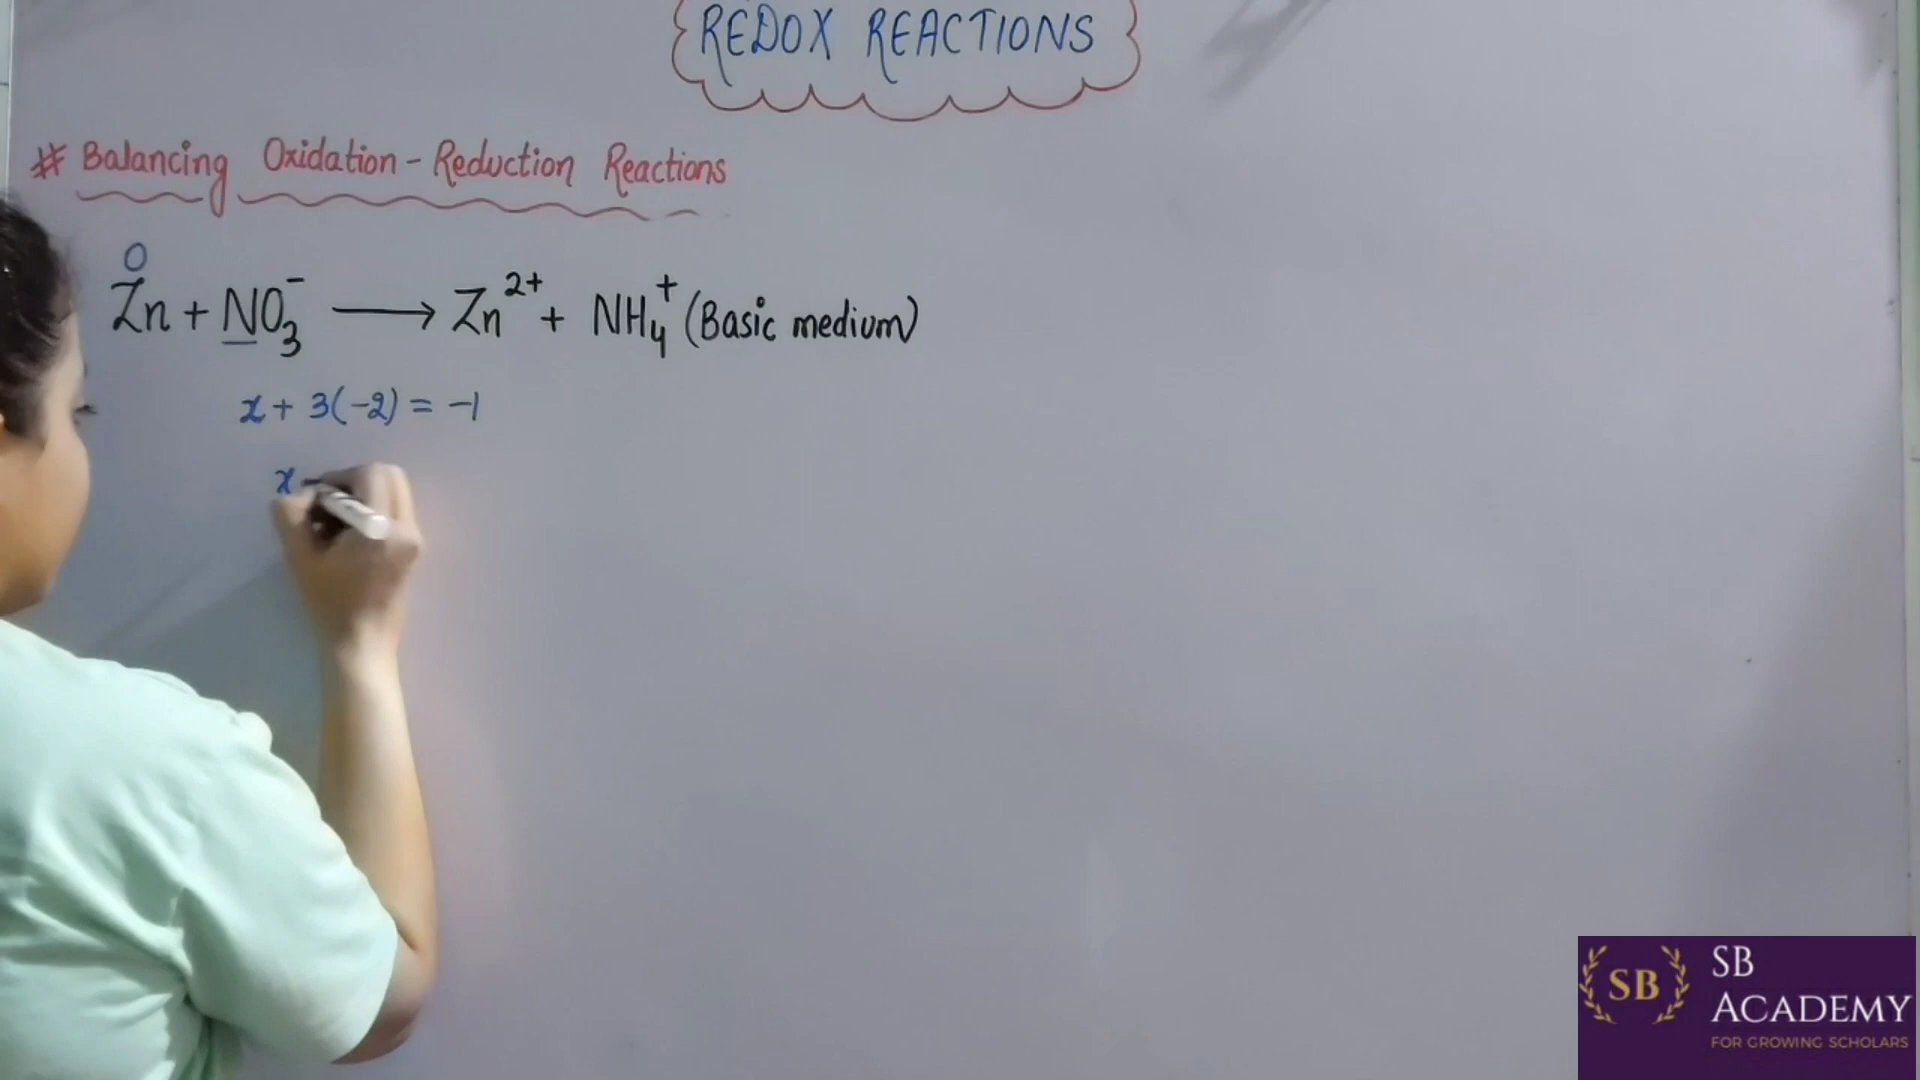 REDOX REACTIONS
# Balancing Oxidation-Reduction Reactions
0
Zn + NO₃⁻ ⟶ Zn²⁺ + NH₄⁺ (Basic medium)
x + 3(-2) = -1
x -
SB
SB
ACADEMY
FOR GROWING SCHOLARS